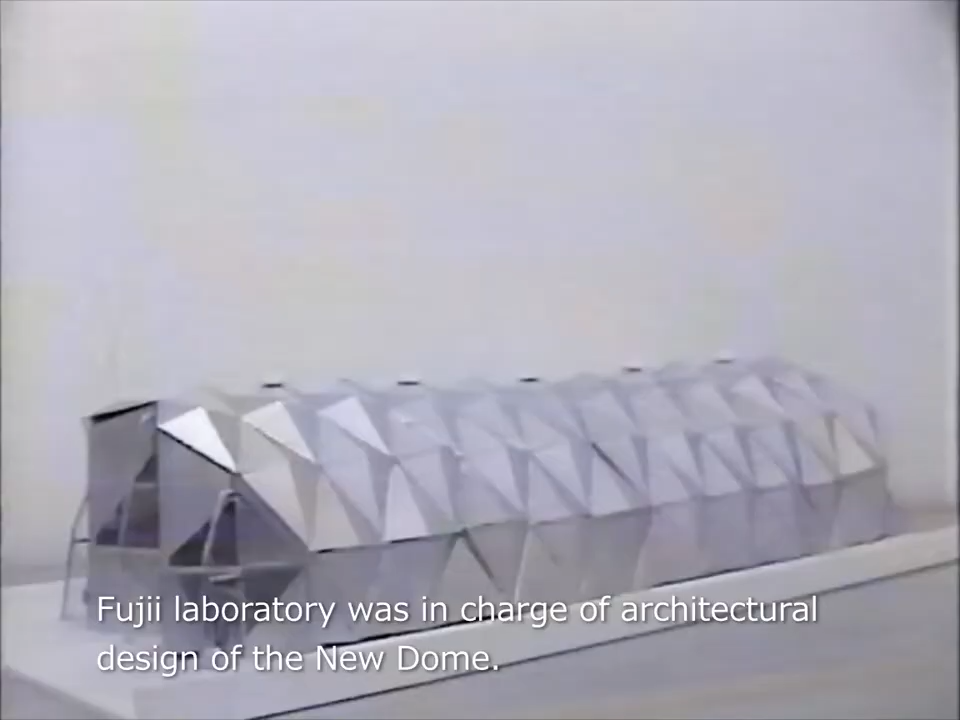 Fujii laboratory was in charge of architectural
design of the New Dome.